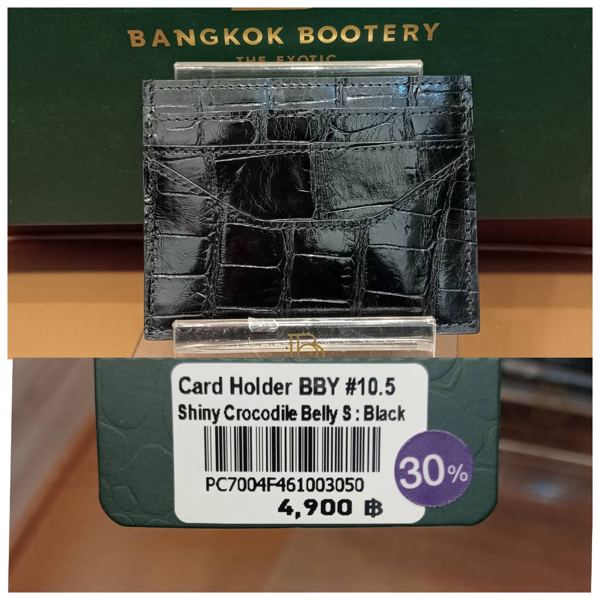 BANGKOK BOOTERY
THE EXOTIC
Card Holder BBY #10.5
Shiny Crocodile Belly S : Black
PC7004F461003050
4,900 ฿
30%